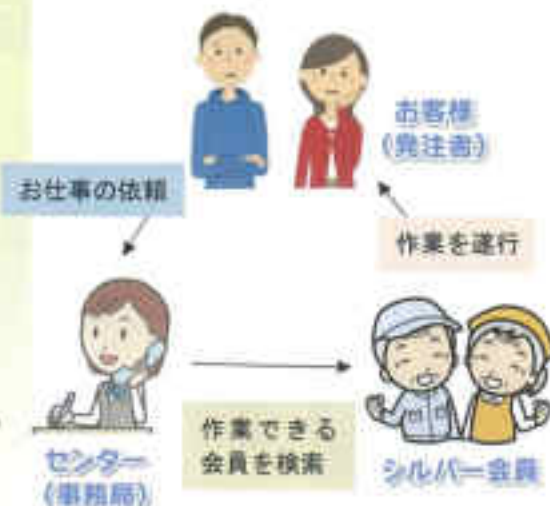 お客様
(発注者)
お仕事の依頼
作業を遂行
作業できる
会員を検索
センター
(事務局)
シルバー会員